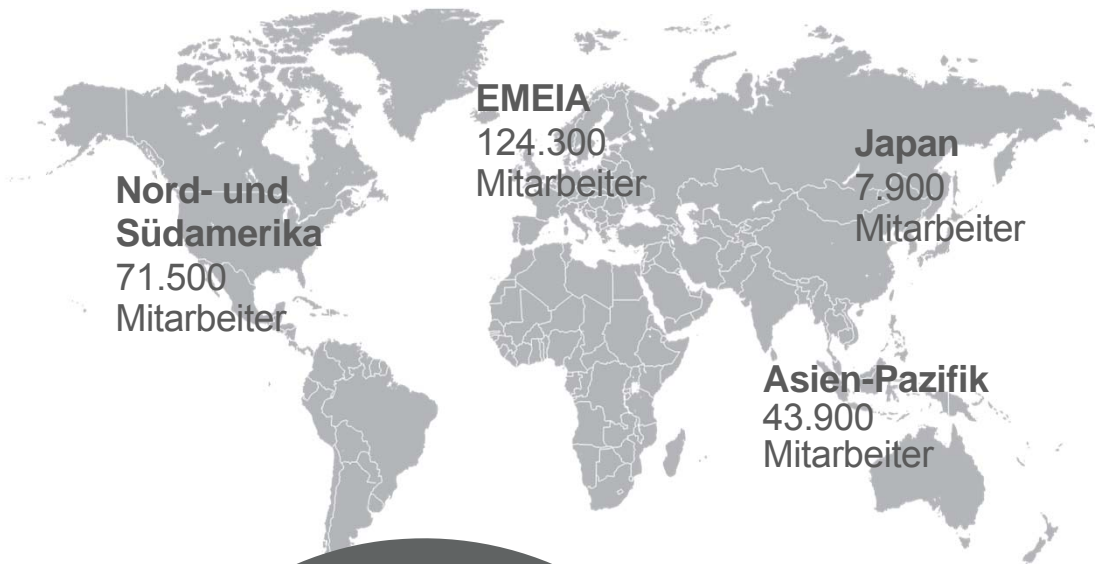 EMEIA
124.300
Mitarbeiter
Japan
7.900
Mitarbeiter
Nord- und
Südamerika
71.500
Mitarbeiter
Asien-Pazifik
43.900
Mitarbeiter